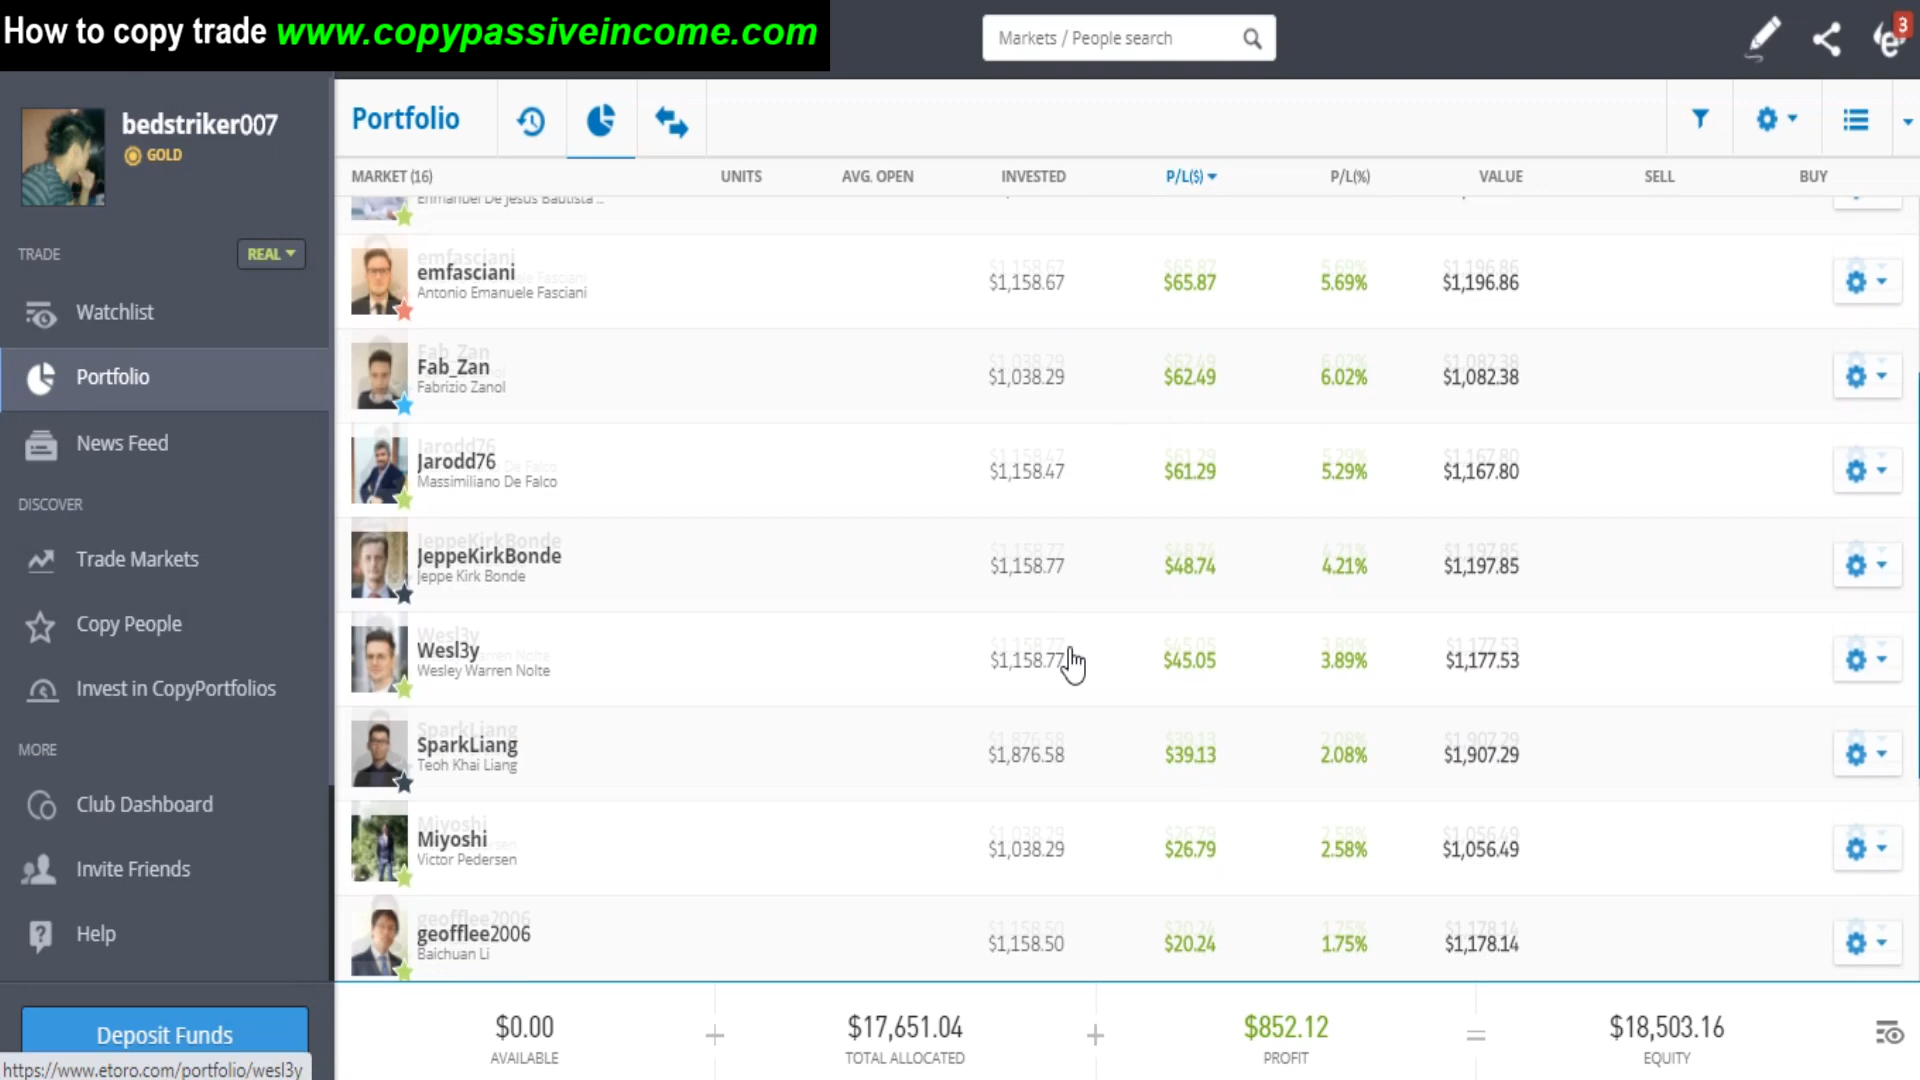 How to copy trade www.copypassiveincome.com
Markets / People search
3
bedstriker007
GOLD
TRADE
REAL
Watchlist
Portfolio
News Feed
DISCOVER
Trade Markets
Copy People
Invest in CopyPortfolios
MORE
Club Dashboard
Invite Friends
Help
Deposit Funds
https://www.etoro.com/portfolio/wesl3y
Portfolio
MARKET (16) UNITS AVG. OPEN INVESTED P/L($) P/L(%) VALUE SELL BUY
Enmanuel De Jesus Bautista ...
emfasciani
Antonio Emanuele Fasciani
$1,158.67 $65.87 5.69% $1,196.86
Fab_Zan
Fabrizio Zanol
$1,038.29 $62.49 6.02% $1,082.38
Jarodd76
Massimiliano De Falco
$1,158.47 $61.29 5.29% $1,167.80
JeppeKirkBonde
Jeppe Kirk Bonde
$1,158.77 $48.74 4.21% $1,197.85
Wesl3y
Wesley Warren Nolte
$1,158.77 $45.05 3.89% $1,177.53
SparkLiang
Teoh Khai Liang
$1,876.58 $39.13 2.08% $1,907.29
Miyoshi
Victor Pedersen
$1,038.29 $26.79 2.58% $1,056.49
geofflee2006
Baichuan Li
$1,158.50 $20.24 1.75% $1,178.14
$0.00 + $17,651.04 + $852.12 = $18,503.16
AVAILABLE TOTAL ALLOCATED PROFIT EQUITY